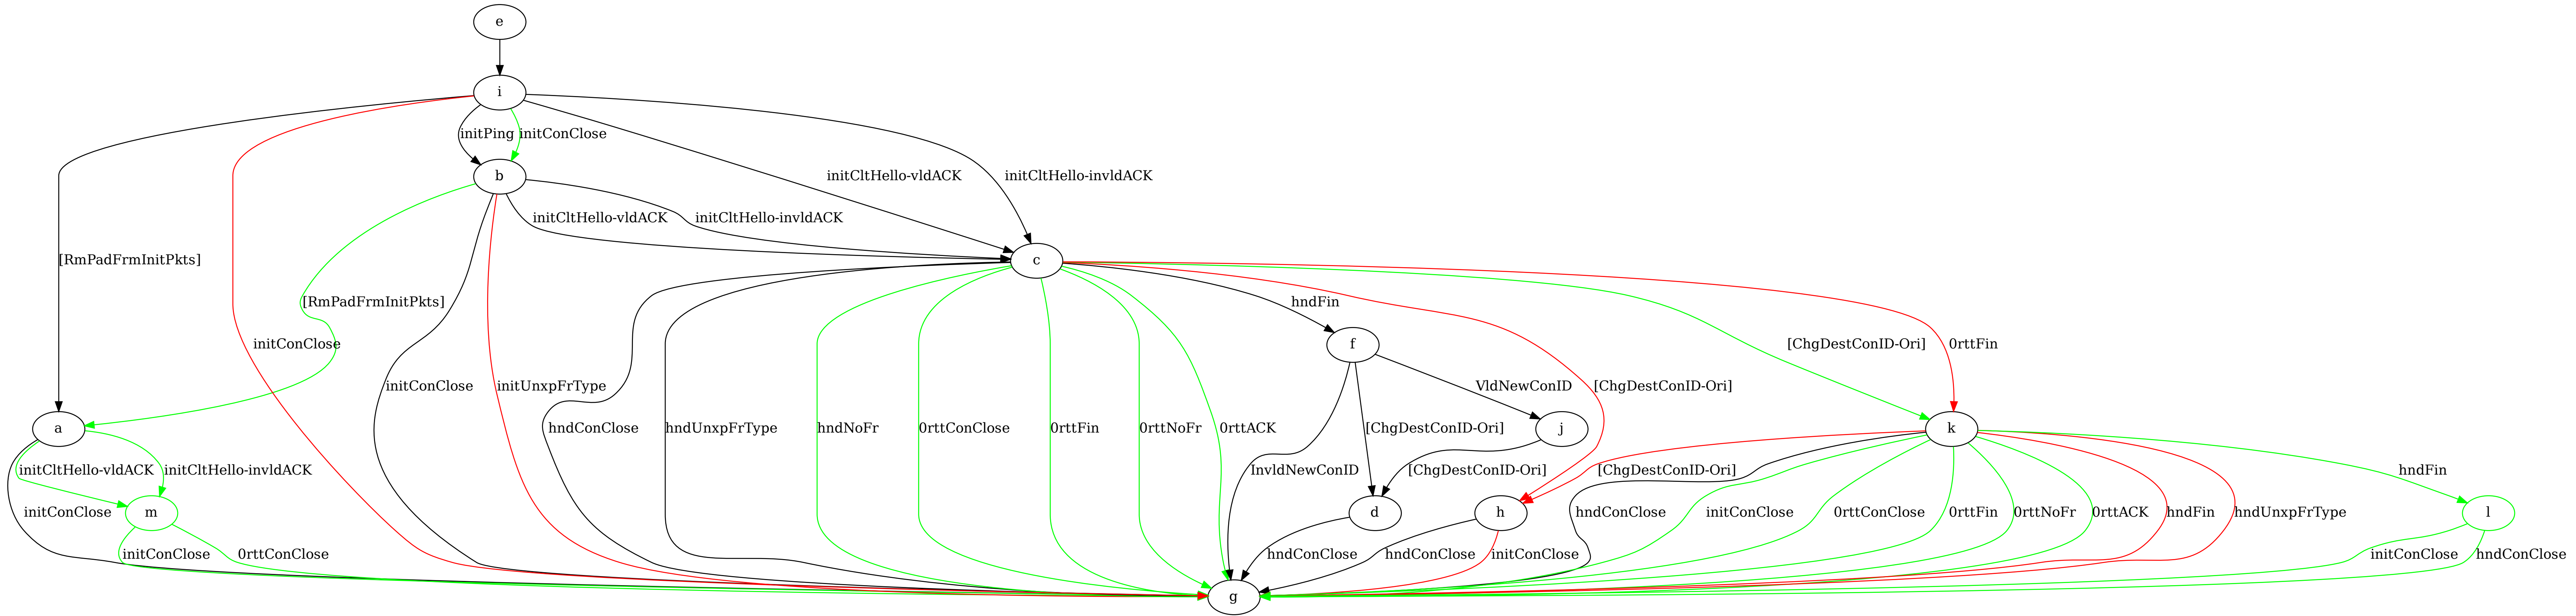 e
i
initPing
initConClose
b
initCltHello-vldACK
initCltHello-invldACK
initCltHello-vldACK
initCltHello-invldACK
[RmPadFrmInitPkts]
c
[RmPadFrmInitPkts]
hndFin
initConClose
f
[ChgDestConID-Ori]
0rttFin
initConClose
initUnxpFrType
VldNewConID
[ChgDestConID-Ori]
a
hndConClose
hndUnxpFrType
hndNoFr
0rttConClose
0rttFin
0rttNoFr
0rttACK
[ChgDestConID-Ori]
j
k
initCltHello-vldACK
initCltHello-invldACK
InvldNewConID
[ChgDestConID-Ori]
[ChgDestConID-Ori]
hndFin
initConClose
m
d
h
hndConClose
initConClose
0rttConClose
0rttFin
0rttNoFr
0rttACK
hndFin
hndUnxpFrType
l
initConClose
0rttConClose
hndConClose
hndConClose
initConClose
initConClose
hndConClose
g